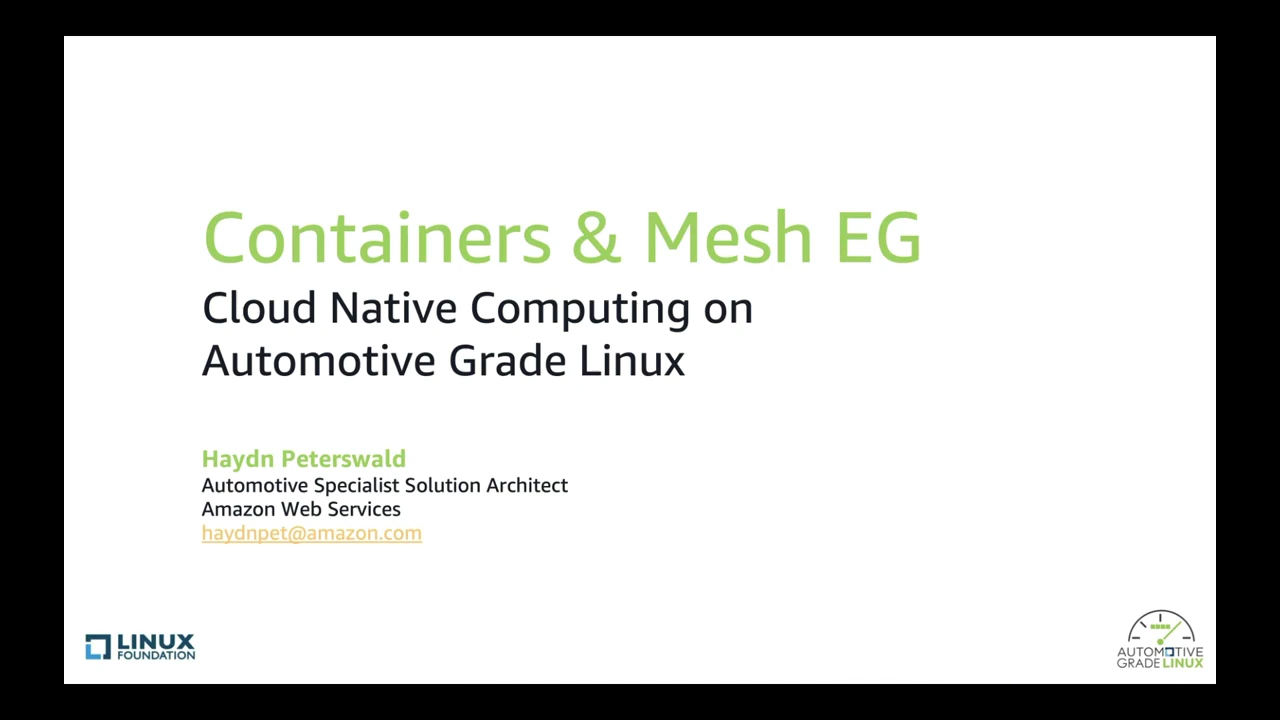 Containers & Mesh EG
Cloud Native Computing on
Automotive Grade Linux
Haydn Peterswald
Automotive Specialist Solution Architect
Amazon Web Services
haydnpet@amazon.com
LINUX
FOUNDATION
AUTOMOTIVE
GRADE LINUX